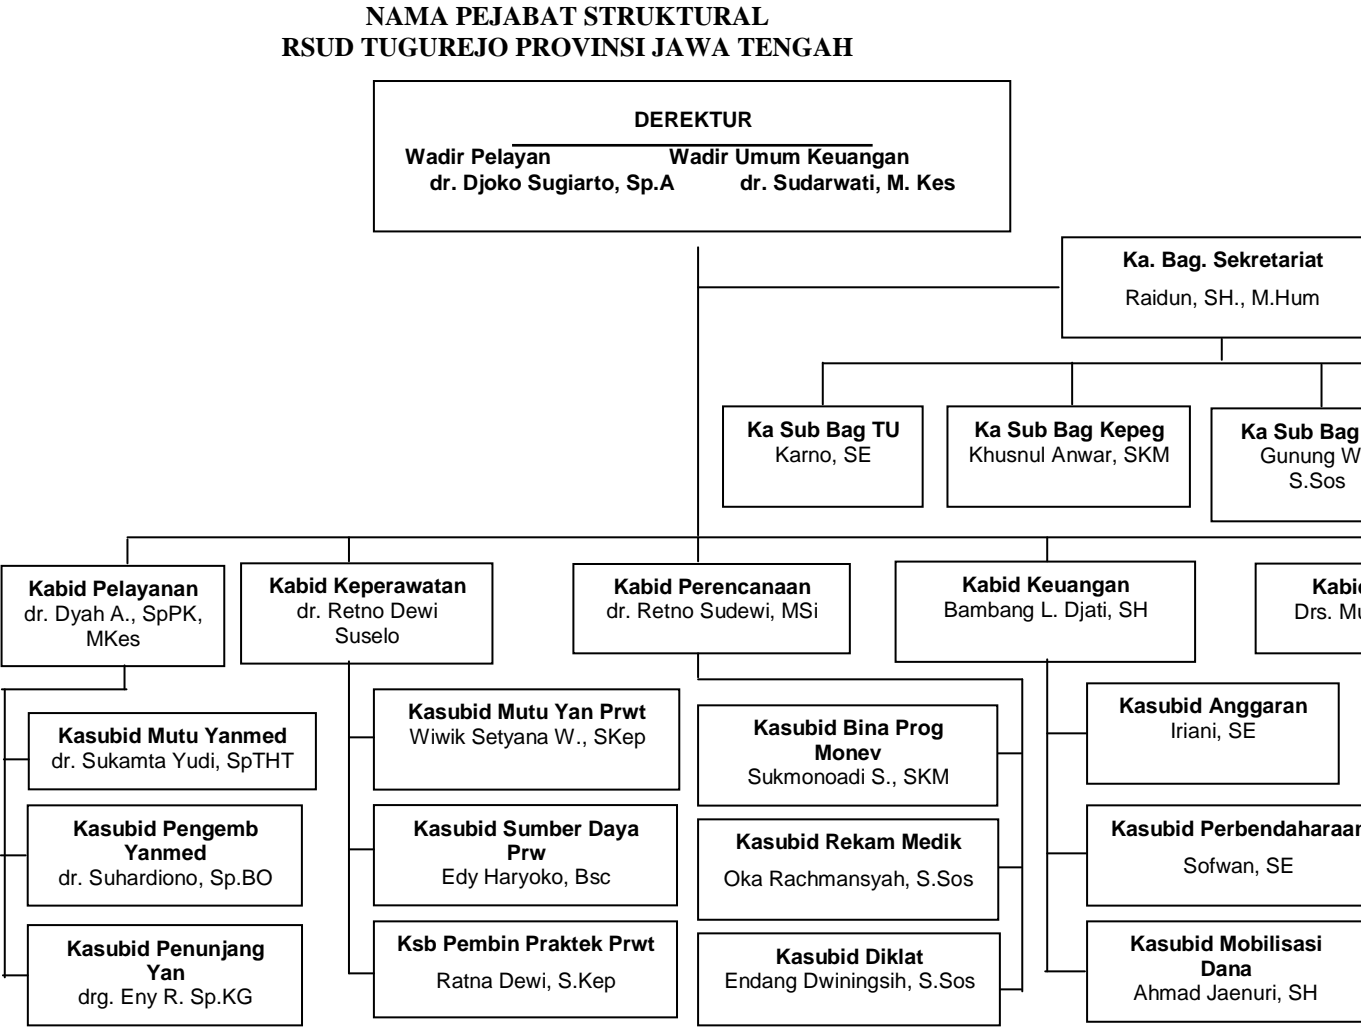 NAMA PEJABAT STRUKTURAL
RSUD TUGUREJO PROVINSI JAWA TENGAH
DEREKTUR
Wadir Pelayan Wadir Umum Keuangan
dr. Djoko Sugiarto, Sp.A dr. Sudarwati, M. Kes
Ka. Bag. Sekretariat
Raidun, SH., M.Hum
Ka Sub Bag TU
Karno, SE
Ka Sub Bag Kepeg
Khusnul Anwar, SKM
Ka Sub Bag
Gunung W
S.Sos
Kabid Pelayanan
dr. Dyah A., SpPK,
MKes
Kabid Keperawatan
dr. Retno Dewi
Suselo
Kabid Perencanaan
dr. Retno Sudewi, MSi
Kabid Keuangan
Bambang L. Djati, SH
Drs.
Kasubid Mutu Yanmed
dr. Sukamta Yudi, SpTHT
Kasubid Pengemb
Yanmed
dr. Suhardiono, Sp.BO
Kasubid Penunjang
Yan
drg. Eny R. Sp.KG
Kasubid Mutu Yan Prwt
Wiwik Setyana W., SKep
Kasubid Sumber Daya
Prw
Edy Haryoko, Bsc
Ksb Pembin Praktek Prwt
Ratna Dewi, S.Kep
Kasubid Bina Prog
Monev
Sukmonoadi S., SKM
Kasubid Rekam Medik
Oka Rachmansyah, S.Sos
Kasubid Diklat
Endang Dwiningsih, S.Sos
Kasubid Anggaran
Iriani, SE
Kasubid Perbendaharaan
Sofwan, SE
Kasubid Mobilisasi
Dana
Ahmad Jaenuri, SH